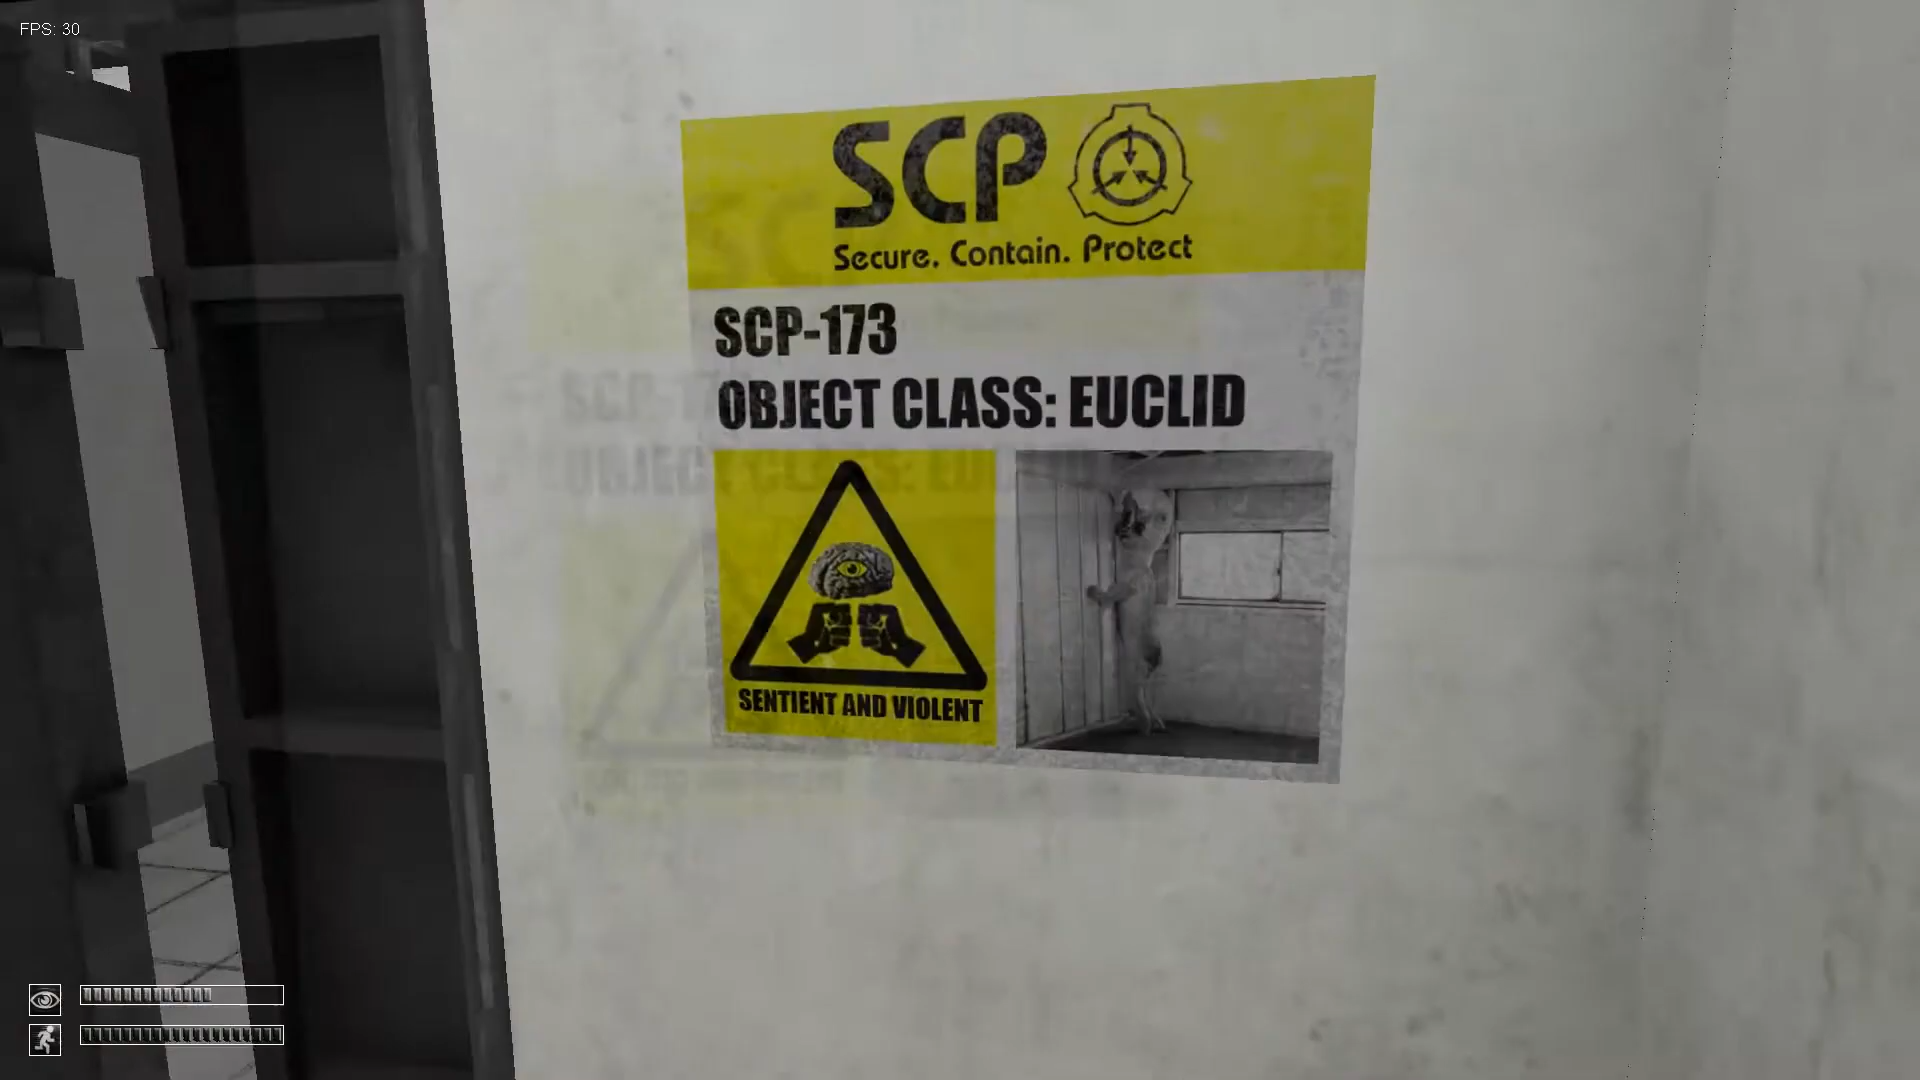 FPS: 30
SCP
Secure. Contain. Protect
SCP-173
OBJECT CLASS: EUCLID
SENTIENT AND VIOLENT